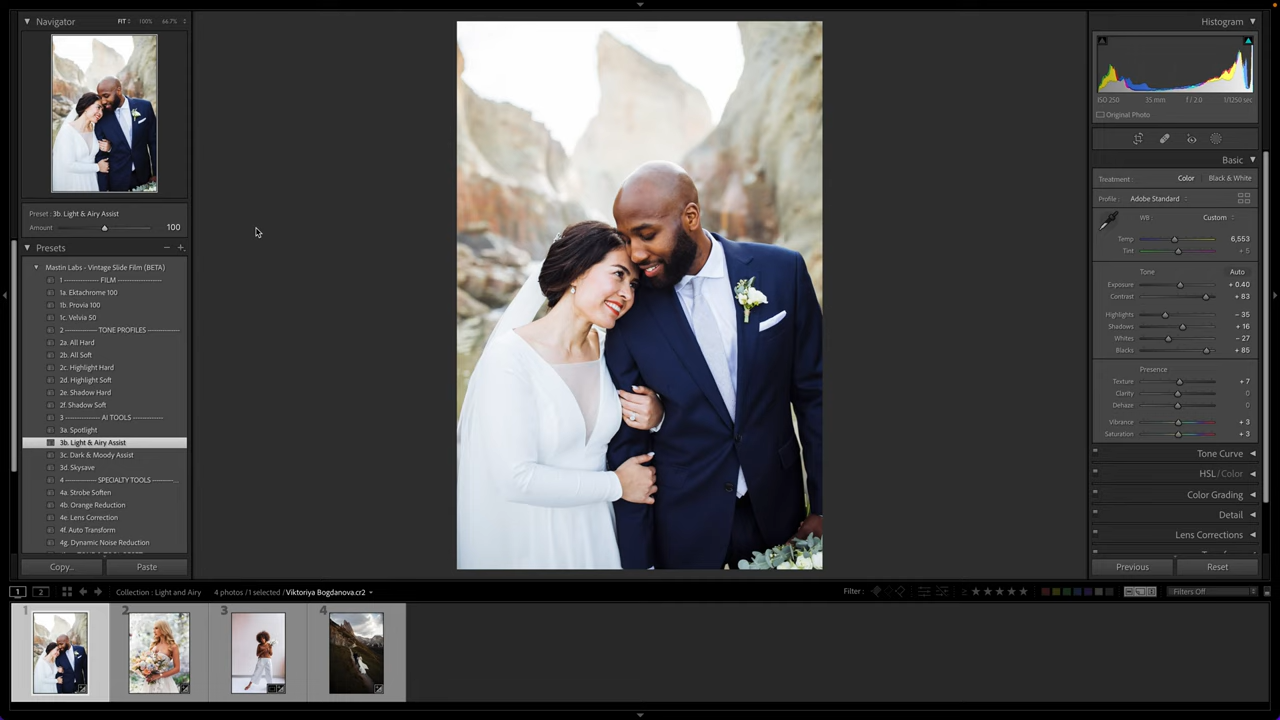 Navigator
FIT 100% 66.7%
Preset : 3b. Light & Airy Assist
Amount 100
Presets
Mastin Labs - Vintage Slide Film (BETA)
1 ------------- FILM -------------
1a. Ektachrome 100
1b. Provia 100
1c. Velvia 50
2 ------------- TONE PROFILES -------------
2a. All Hard
2b. All Soft
2c. Highlight Hard
2d. Highlight Soft
2e. Shadow Hard
2f. Shadow Soft
3 ------------- AI TOOLS -------------
3a. Spotlight
3b. Light & Airy Assist
3c. Dark & Moody Assist
3d. Skysave
4 ------------- SPECIALTY TOOLS ---------...
4a. Strobe Soften
4b. Orange Reduction
4e. Lens Correction
4f. Auto Transform
4g. Dynamic Noise Reduction
Copy... Paste
Histogram
ISO 250 35 mm f / 2.0 1/1250 sec
Original Photo
Basic
Treatment : Color Black & White
Profile : Adobe Standard
WB : Custom
Temp 6,553
Tint + 5
Tone Auto
Exposure + 0.40
Contrast + 83
Highlights – 35
Shadows + 16
Whites – 27
Blacks + 85
Presence
Texture + 7
Clarity 0
Dehaze 0
Vibrance + 3
Saturation + 3
Tone Curve
HSL / Color
Color Grading
Detail
Lens Corrections
Previous Reset
1 2 Collection : Light and Airy 4 photos / 1 selected / Viktoriya Bogdanova.cr2 Filter : Filters Off
1 2 3 4